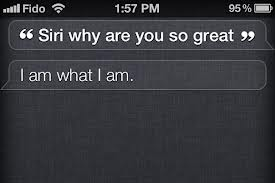 Fido 1:57 PM 95%
“ Siri why are you so great ”
I am what I am.